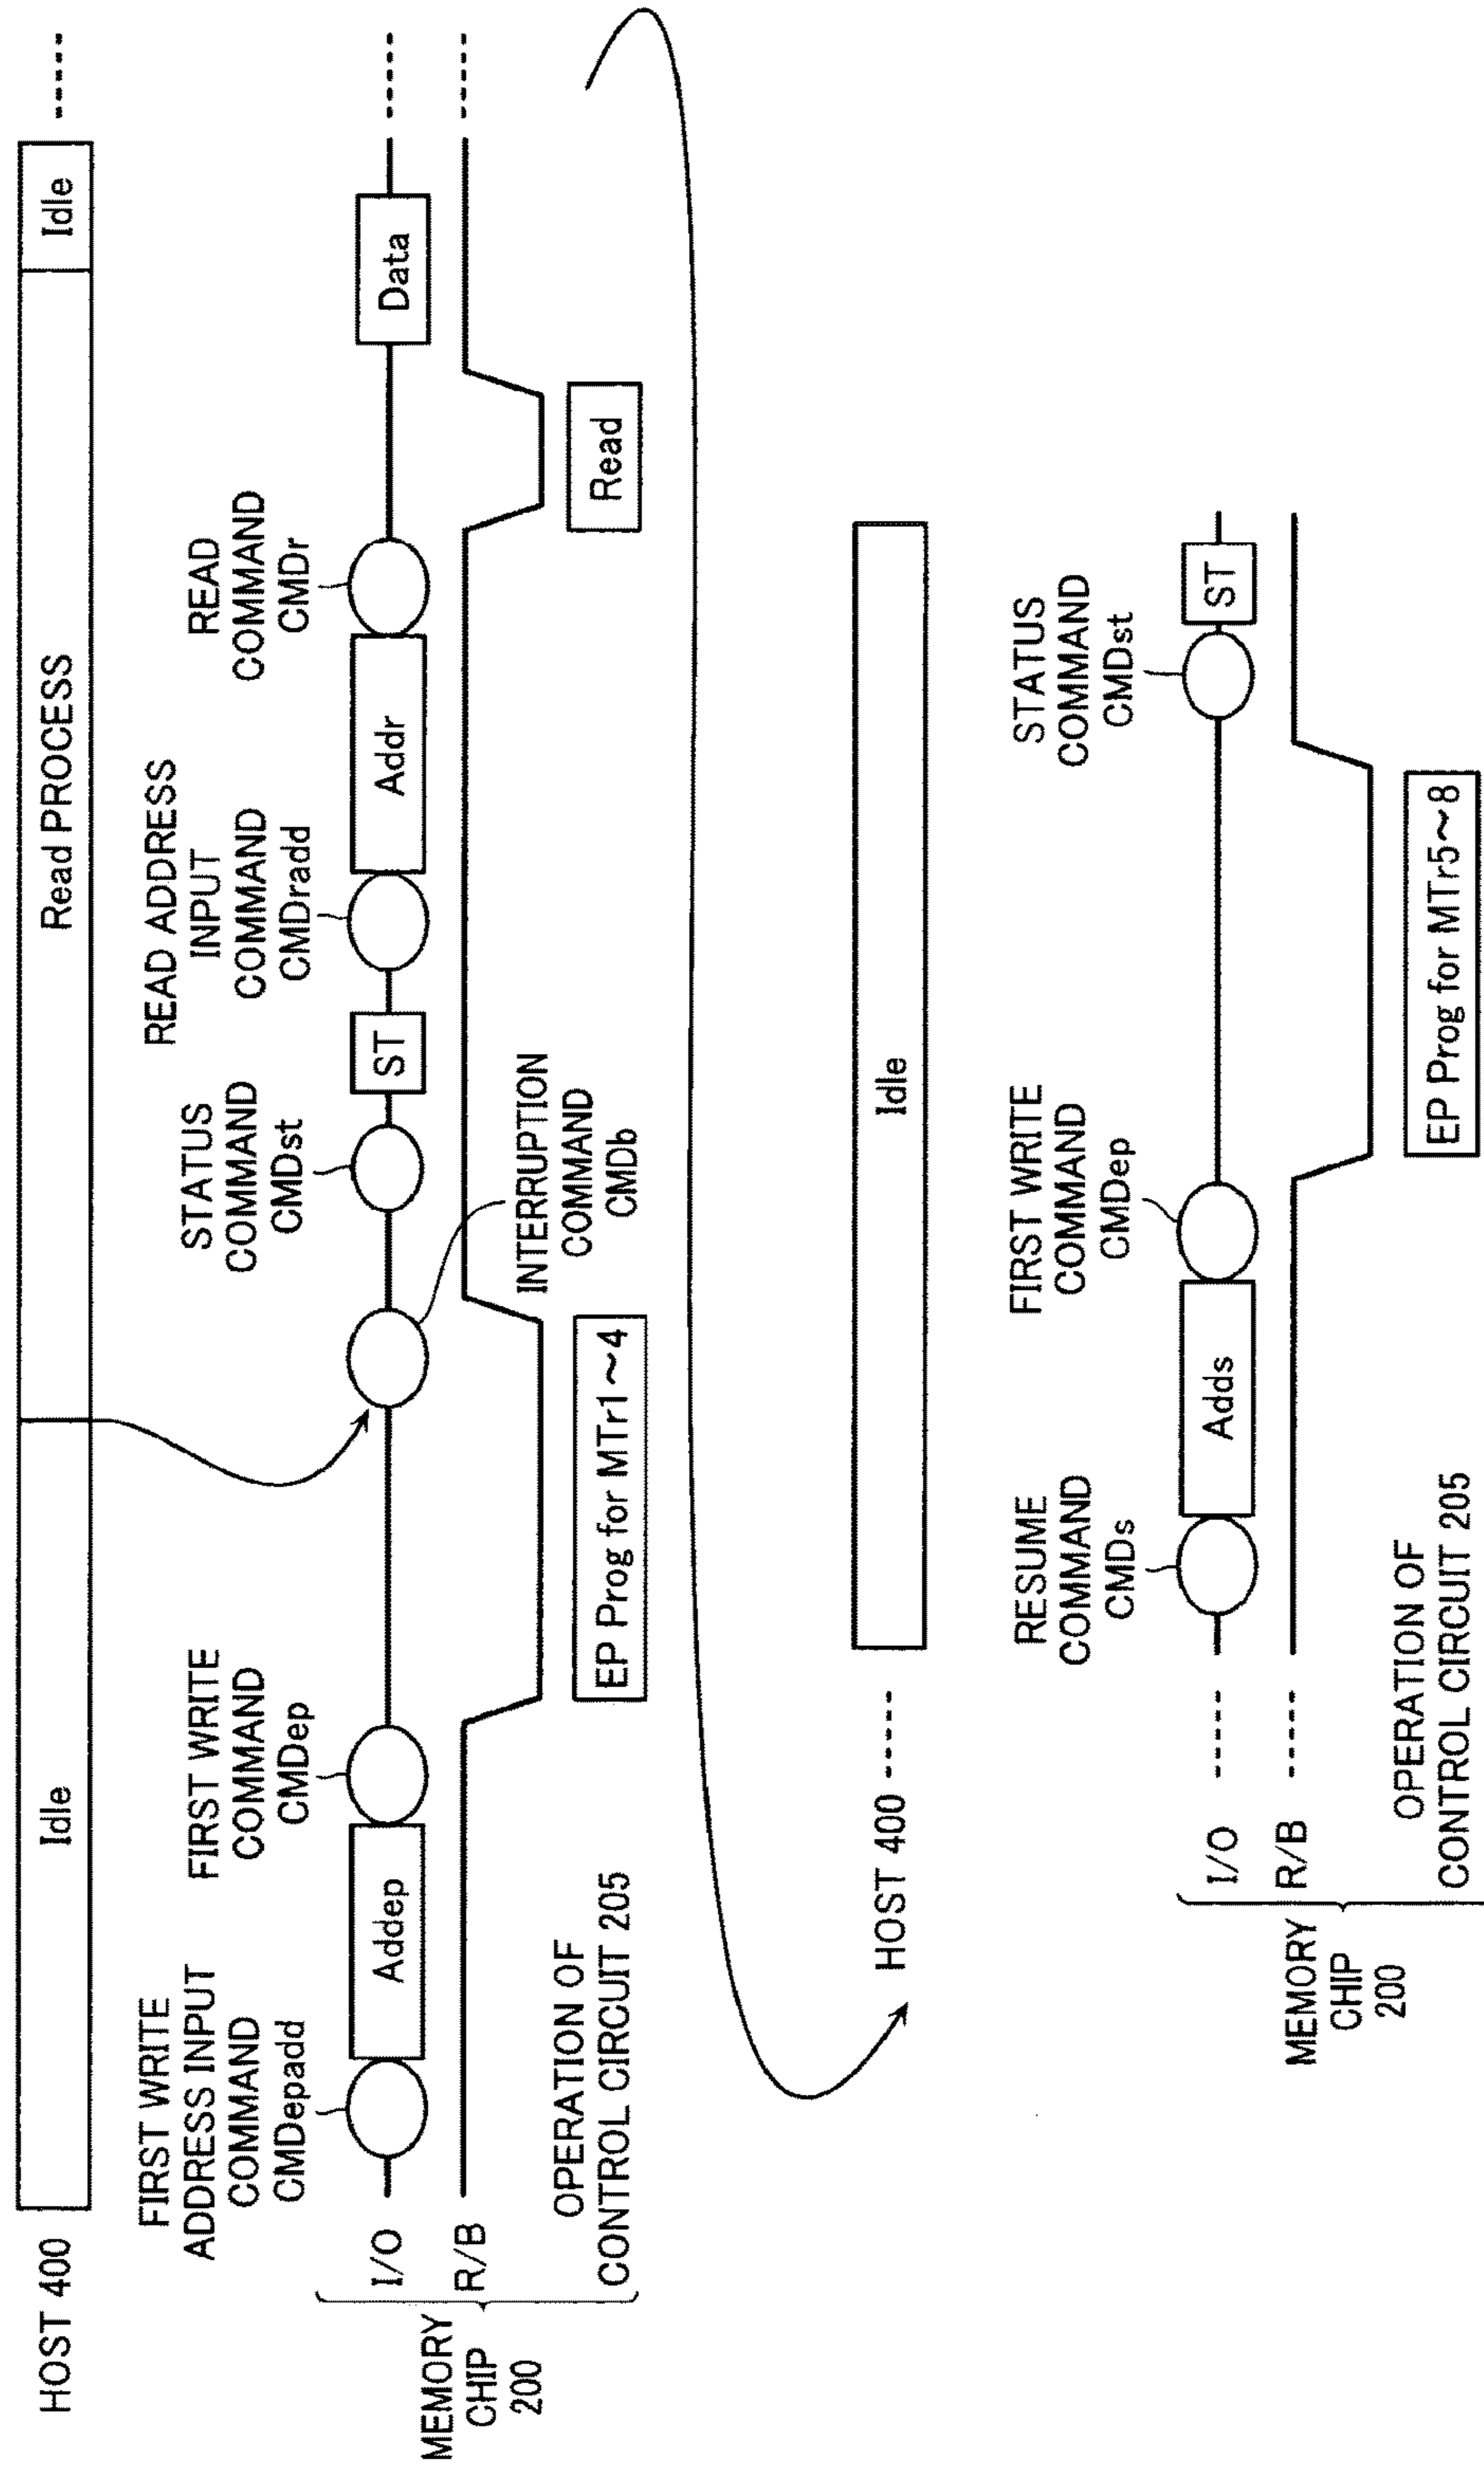 HOST 400
Idle
Read PROCESS
Idle
FIRST WRITE
ADDRESS INPUT
COMMAND
CMDepadd
FIRST WRITE
COMMAND
CMDep
STATUS
COMMAND
CMDst
READ ADDRESS
INPUT
COMMAND
CMDradd
READ
COMMAND
CMDr
MEMORY
CHIP
200
I/O
Addep
ST
Addr
Data
R/B
INTERRUPTION
COMMAND
CMDb
OPERATION OF
CONTROL CIRCUIT 205
EP Prog for MTr1～4
Read
HOST 400
Idle
RESUME
COMMAND
CMDs
FIRST WRITE
COMMAND
CMDep
STATUS
COMMAND
CMDst
MEMORY
CHIP
200
I/O
Adds
ST
R/B
OPERATION OF
CONTROL CIRCUIT 205
EP Prog for MTr5～8